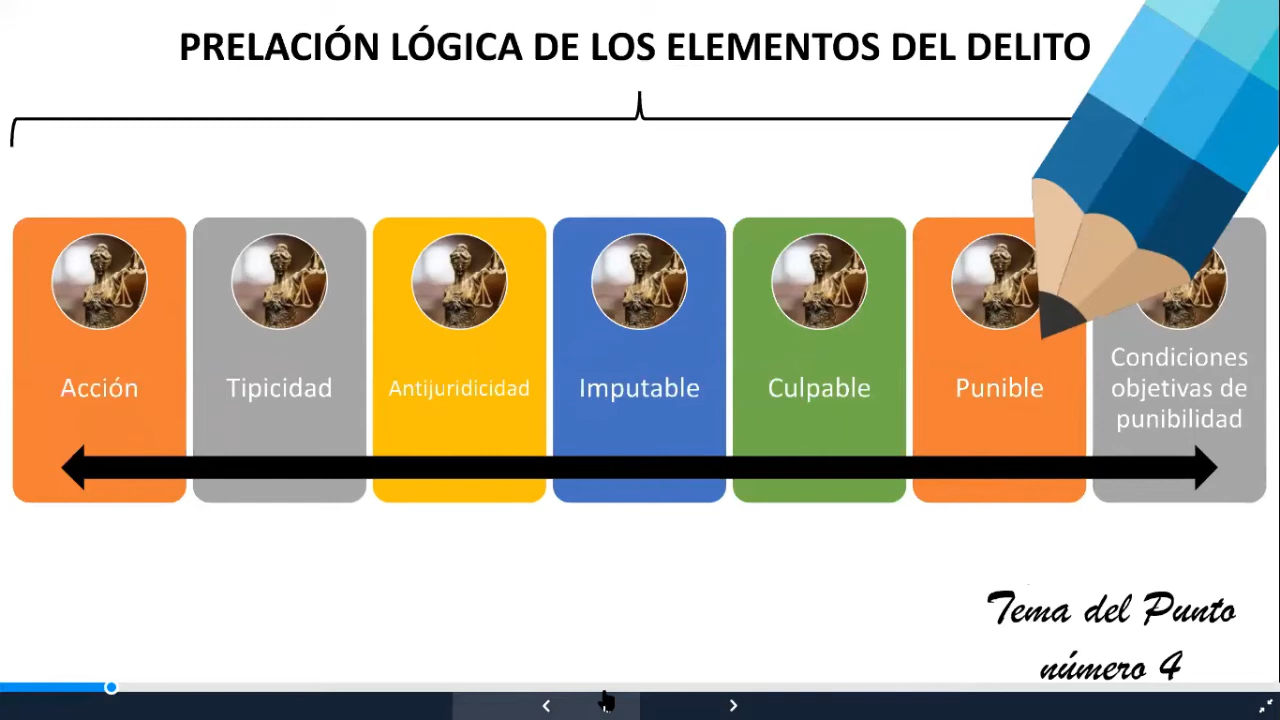 PRELACIÓN LÓGICA DE LOS ELEMENTOS DEL DELITO
Acción
Tipicidad
Antijuridicidad
Imputable
Culpable
Punible
Condiciones
objetivas de
punibilidad
Tema del Punto
número 4